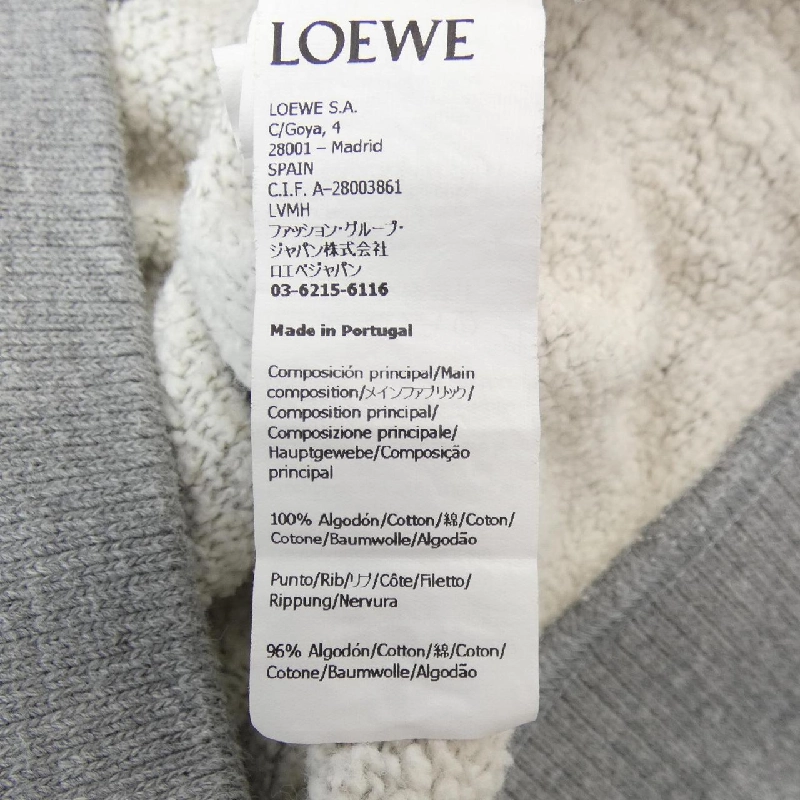 LOEWE
LOEWE S.A.
C/Goya, 4
28001 – Madrid
SPAIN
C.I.F. A-28003861
LVMH
ファッション・グループ・
ジャパン株式会社
ロエベジャパン
03-6215-6116
Made in Portugal
Composición principal/Main
composition/メインファブリック/
Composition principal/
Composizione principale/
Hauptgewebe/Composição
principal
100% Algodón/Cotton/綿/Coton/
Cotone/Baumwolle/Algodão
Punto/Rib/リブ/Côte/Filetto/
Rippung/Nervura
96% Algodón/Cotton/綿/Coton/
Cotone/Baumwolle/Algodão